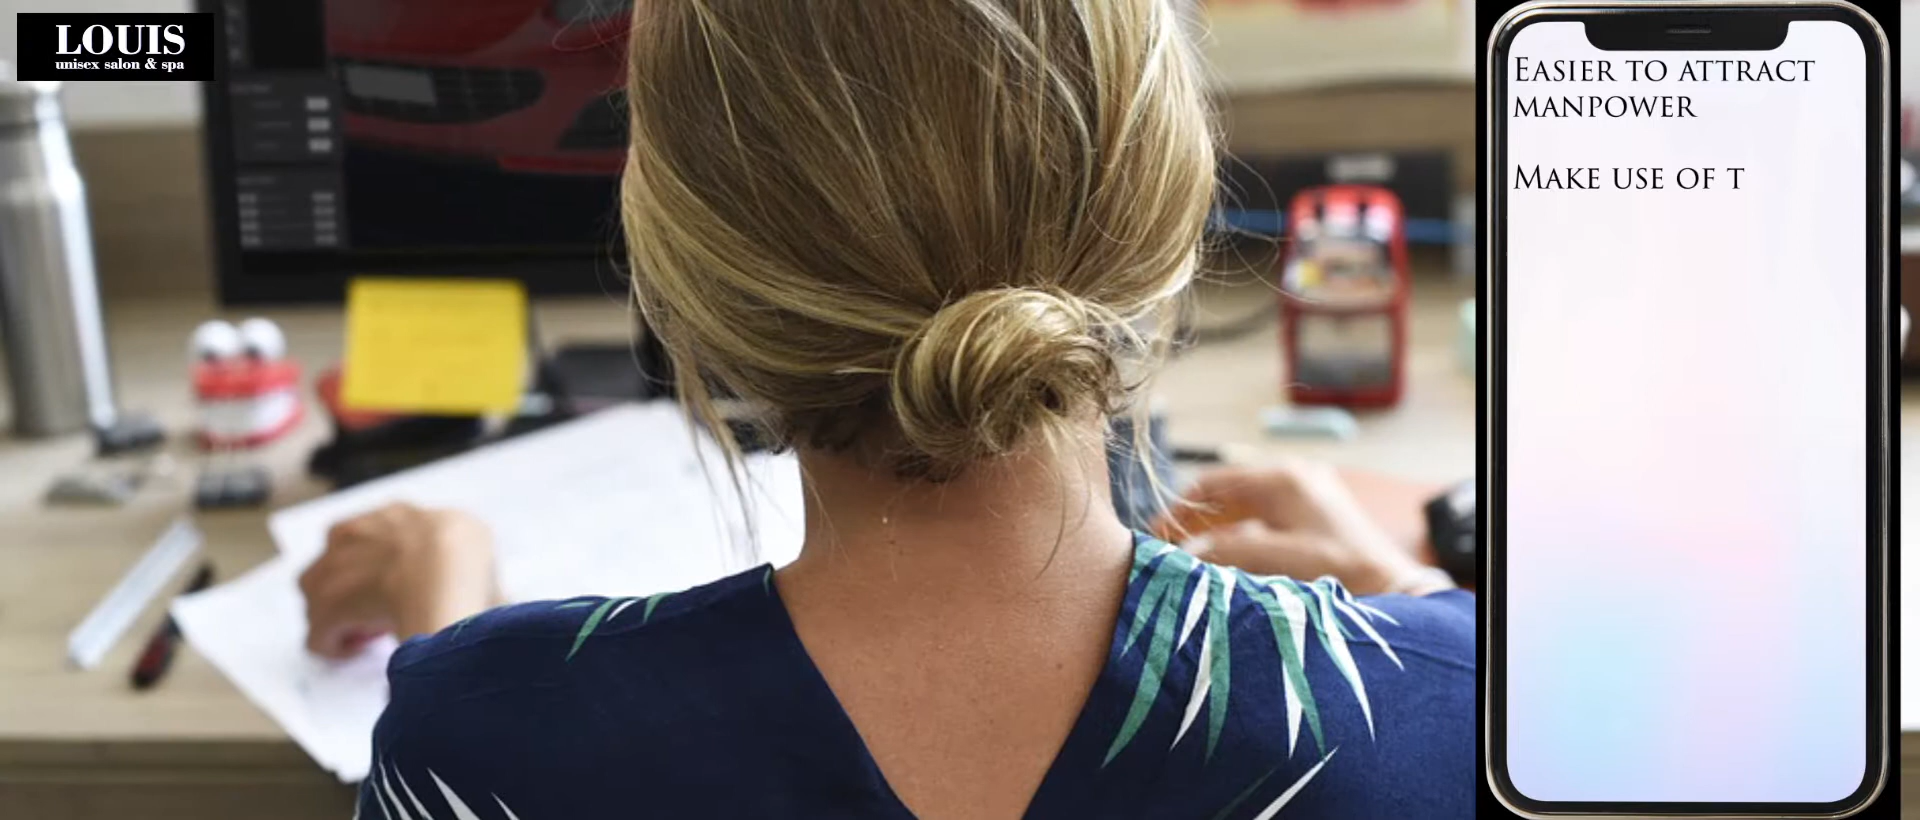 LOUIS
unisex salon & spa
Easier to attract
manpower
Make use of t